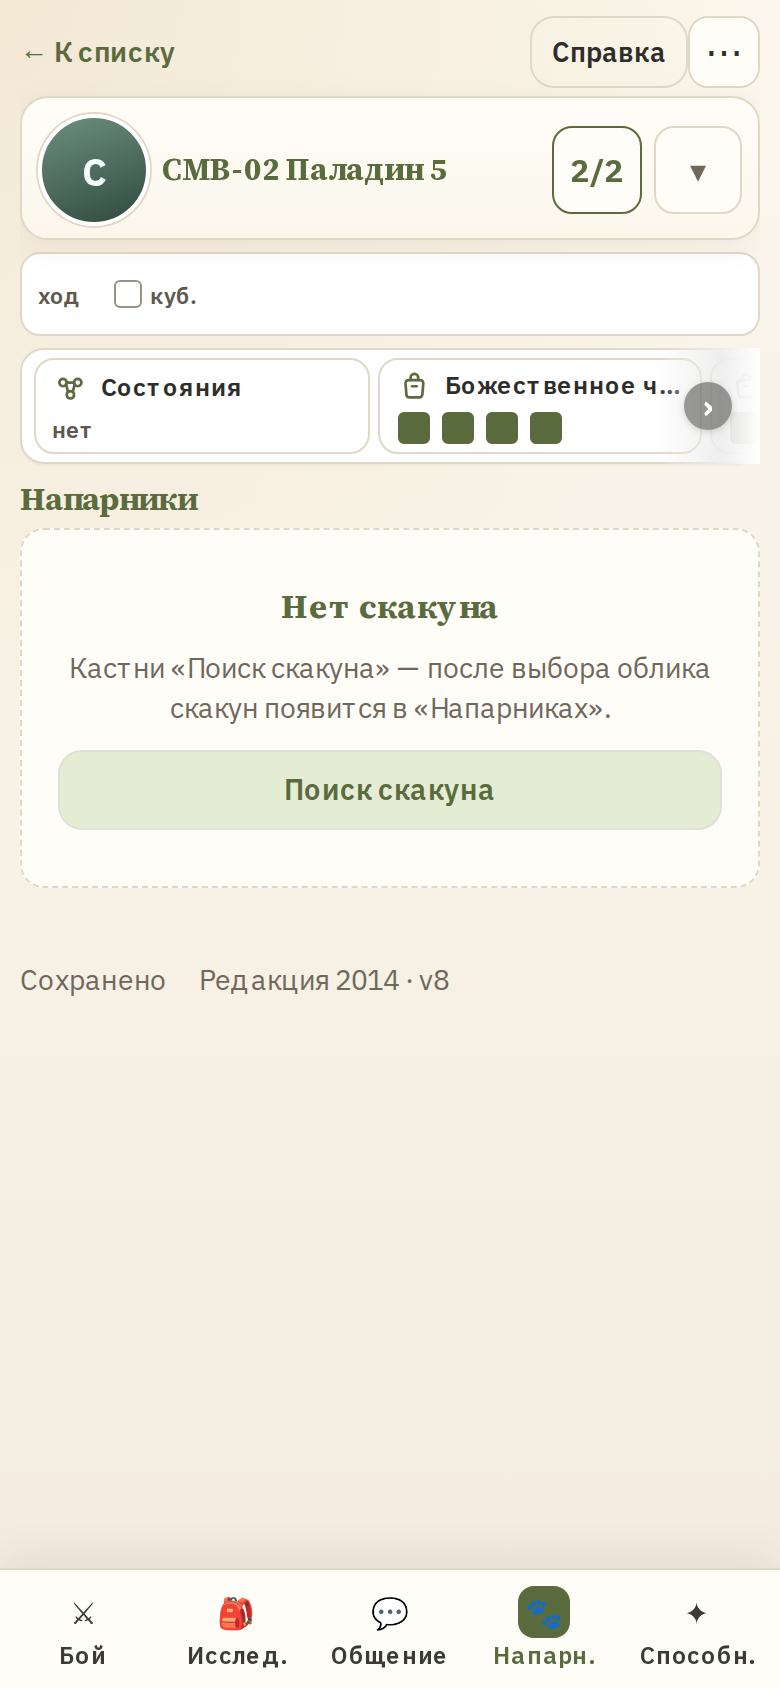 ← К списку
Справка
⋯
С
СМВ-02 Паладин 5
2/2
▼
ход
куб.
Состояния
нет
Божественное ч…
Напарники
Нет скакуна
Кастни «Поиск скакуна» — после выбора облика
скакун появится в «Напарниках».
Поиск скакуна
Сохранено Редакция 2014 · v8
Бой
Исслед.
Общение
Напарн.
Способн.